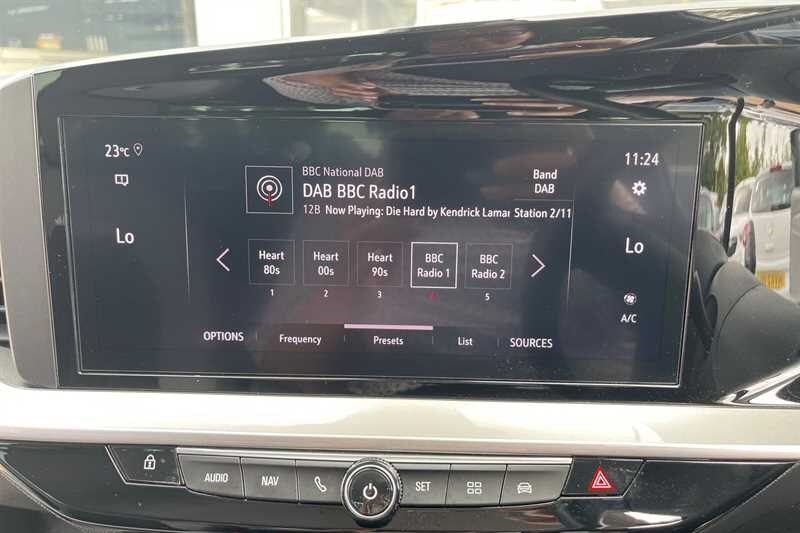 23°C
11:24
BBC National DAB
DAB BBC Radio1
12B Now Playing: Die Hard by Kendrick Lamar
Band
DAB
Station 2/11
Lo
Lo
Heart
80s
1
Heart
00s
2
Heart
90s
3
BBC
Radio 1
4
BBC
Radio 2
5
A/C
OPTIONS
Frequency
Presets
List
SOURCES
AUDIO
NAV
SET